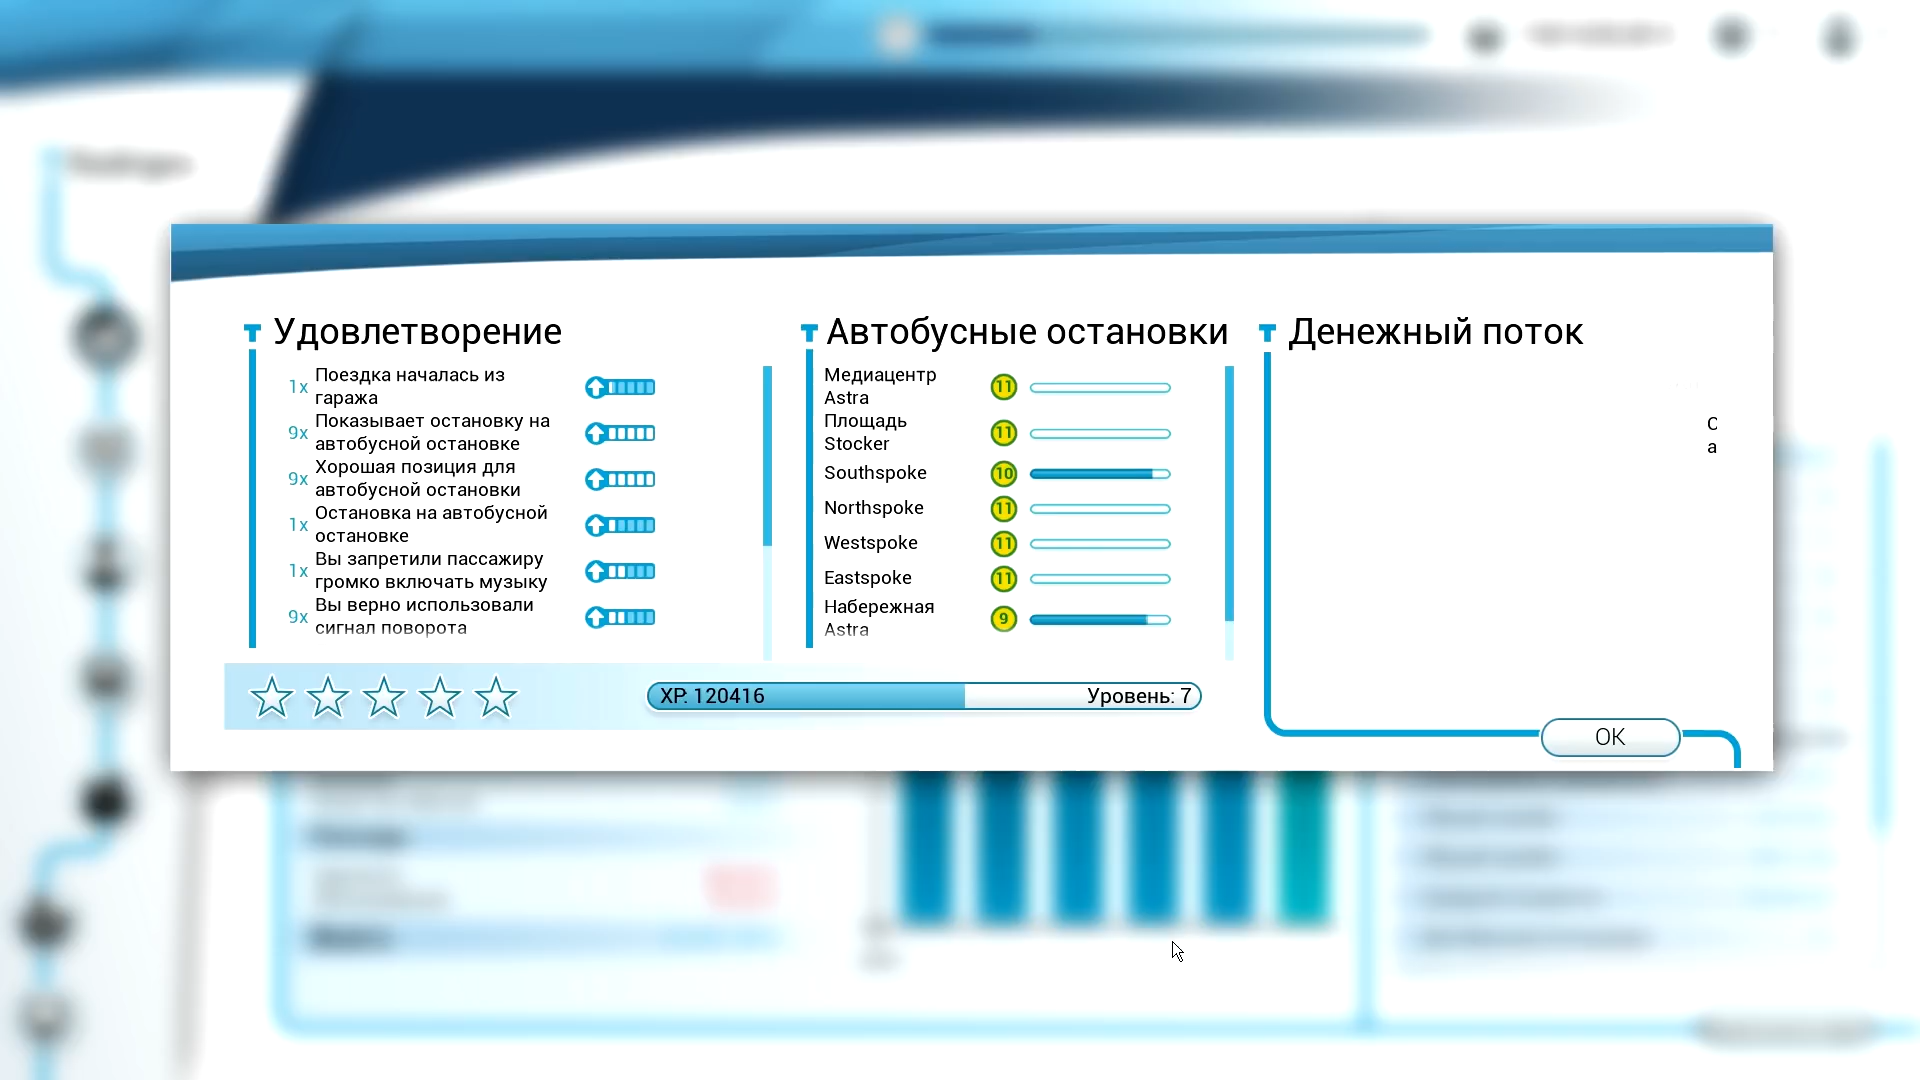 Удовлетворение
1x Поездка началась из
гаража
9x Показывает остановку на
автобусной остановке
9x Хорошая позиция для
автобусной остановки
1x Остановка на автобусной
остановке
1x Вы запретили пассажиру
громко включать музыку
9x Вы верно использовали
сигнал поворота
Автобусные остановки
Медиацентр
Astra
11
Площадь
Stocker
11
Southspoke 10
Northspoke 11
Westspoke 11
Eastspoke 11
Набережная
Astra
9
Денежный поток
С
а
XP: 120416 Уровень: 7
OK